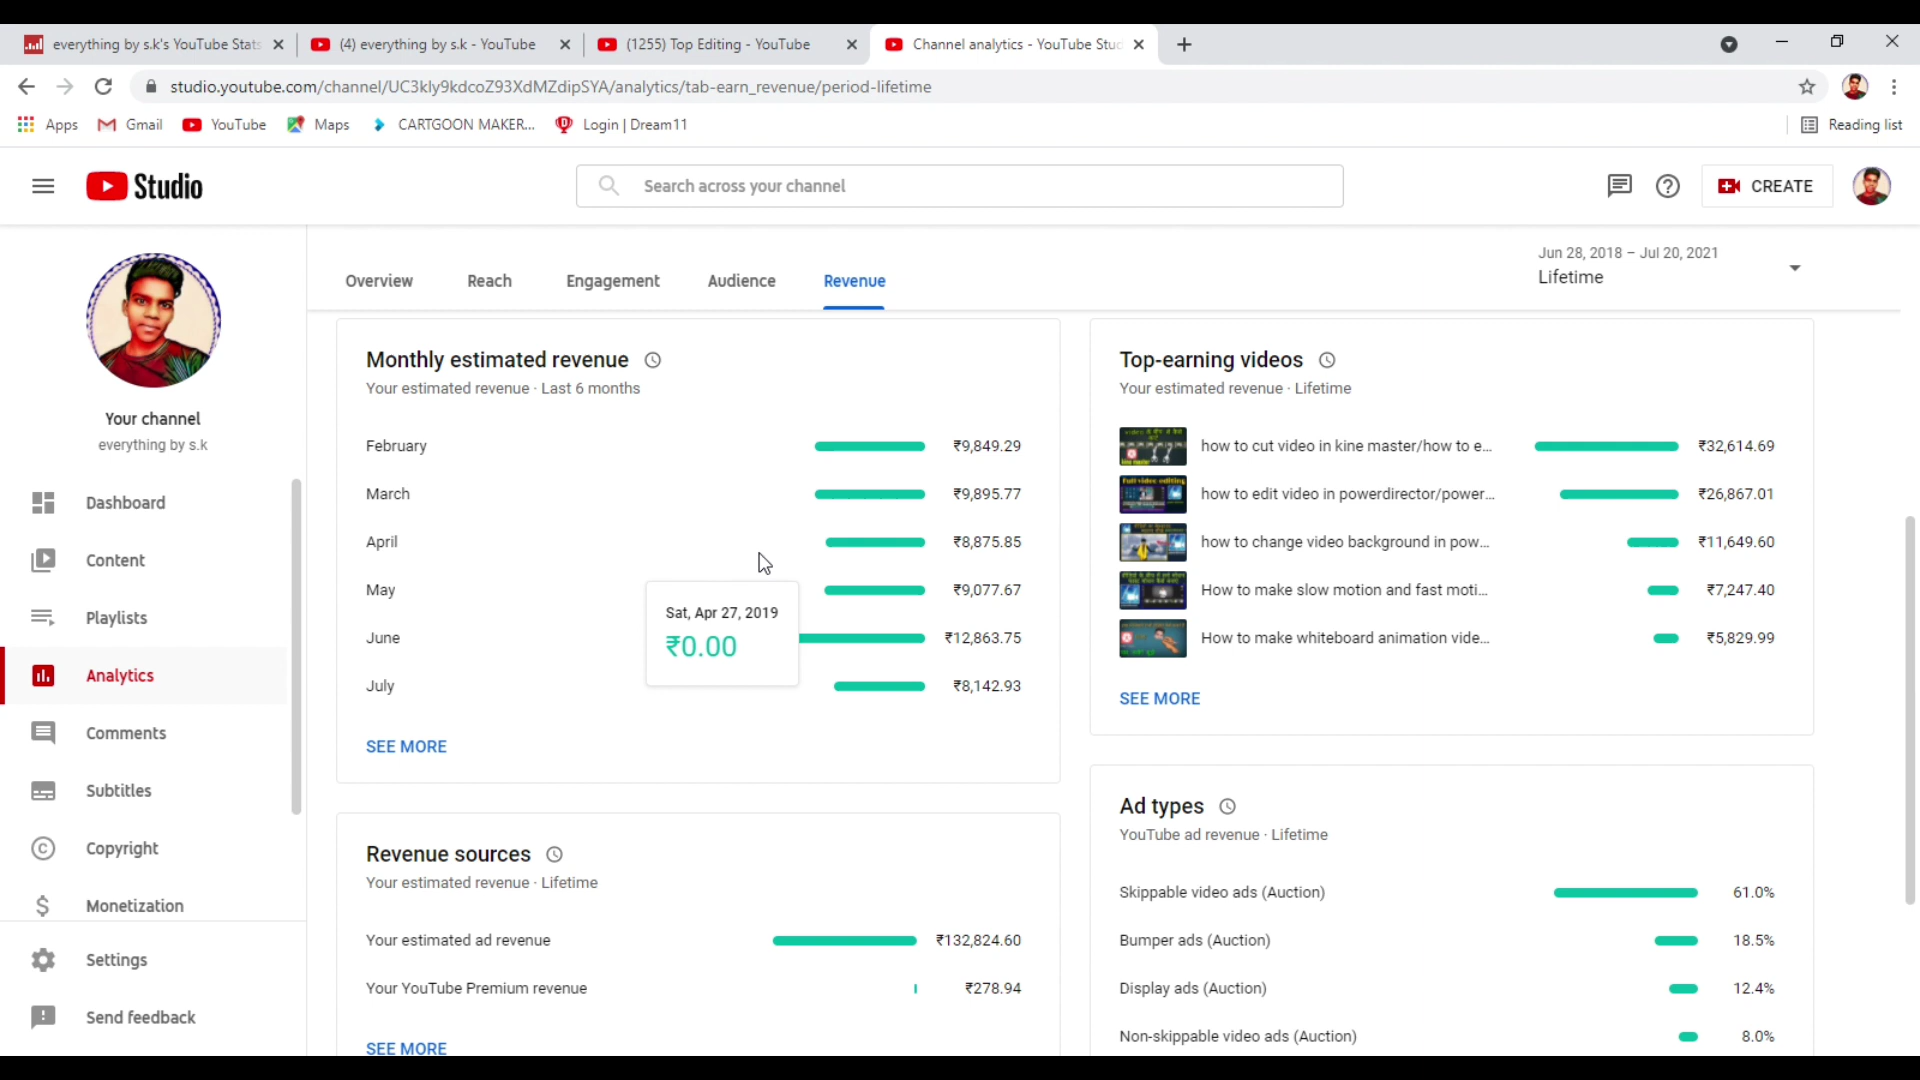 everything by s.k's YouTube Stats
(4) everything by s.k - YouTube
(1255) Top Editing - YouTube
Channel analytics - YouTube Stud
studio.youtube.com/channel/UC3kly9kdcoZ93XdMZdipSYA/analytics/tab-earn_revenue/period-lifetime
Apps
Gmail
YouTube
Maps
CARTGOON MAKER...
Login | Dream11
Reading list
Studio
Search across your channel
CREATE
Your channel
everything by s.k
Dashboard
Content
Playlists
Analytics
Comments
Subtitles
Copyright
Monetization
Settings
Send feedback
Overview
Reach
Engagement
Audience
Revenue
Jun 28, 2018 – Jul 20, 2021
Lifetime
Monthly estimated revenue
Your estimated revenue · Last 6 months
February ₹9,849.29
March ₹9,895.77
April ₹8,875.85
May ₹9,077.67
June ₹12,863.75
July ₹8,142.93
Sat, Apr 27, 2019
₹0.00
SEE MORE
Revenue sources
Your estimated revenue · Lifetime
Your estimated ad revenue ₹132,824.60
Your YouTube Premium revenue ₹278.94
SEE MORE
Top-earning videos
Your estimated revenue · Lifetime
how to cut video in kine master/how to e... ₹32,614.69
how to edit video in powerdirector/power... ₹26,867.01
how to change video background in pow... ₹11,649.60
How to make slow motion and fast moti... ₹7,247.40
How to make whiteboard animation vide... ₹5,829.99
SEE MORE
Ad types
YouTube ad revenue · Lifetime
Skippable video ads (Auction) 61.0%
Bumper ads (Auction) 18.5%
Display ads (Auction) 12.4%
Non-skippable video ads (Auction) 8.0%